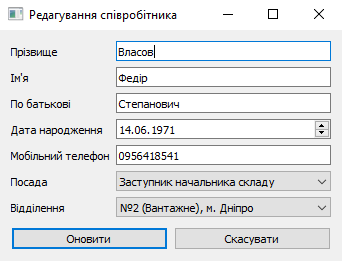 Редагування співробітника
Прізвище Власов
Ім'я Федір
По батькові Степанович
Дата народження 14.06.1971
Мобільний телефон 0956418541
Посада Заступник начальника складу
Відділення №2 (Вантажне), м. Дніпро
Оновити Скасувати